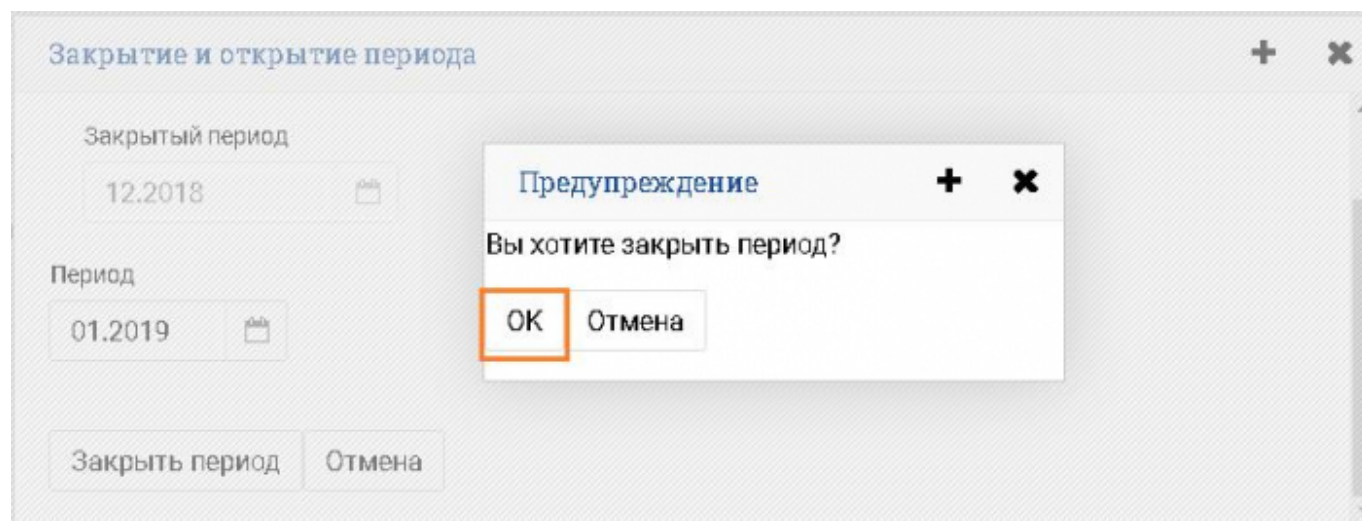 Закрытие и открытие периода
Закрытый период
12.2018
Предупреждение
Вы хотите закрыть период?
Период
01.2019
OK Отмена
Закрыть период Отмена